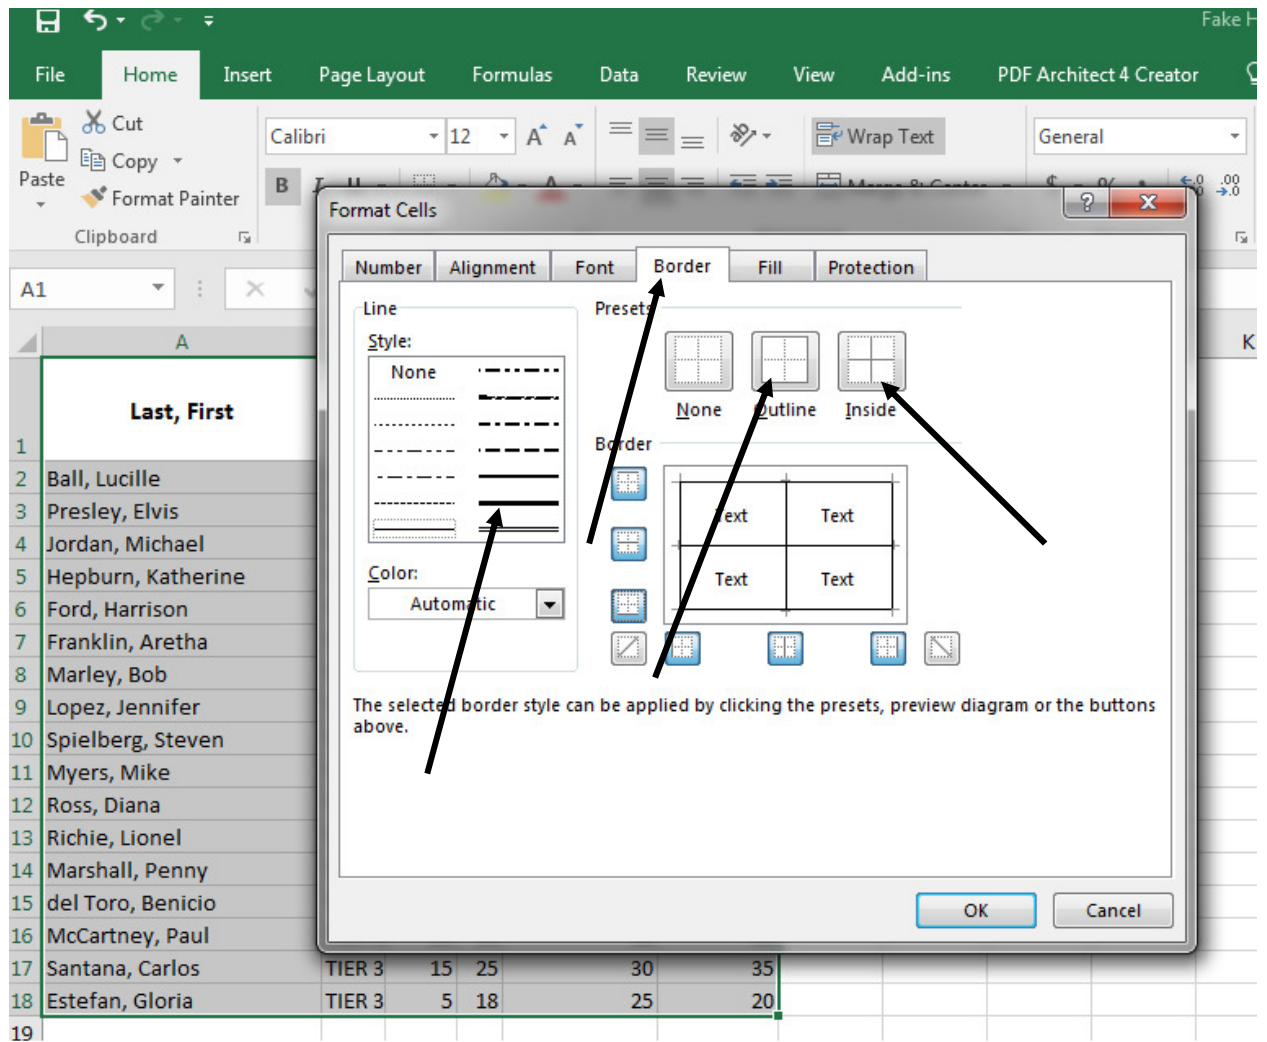 Fake H
File Home Insert Page Layout Formulas Data Review View Add-ins PDF Architect 4 Creator
Cut
Copy
Paste
Format Painter
Clipboard
Calibri 12 A A
Wrap Text
General
B I U
$ % .00
.0
Format Cells
?
X
Number Alignment Font Border Fill Protection
Line
Style:
None
Color:
Automatic
Presets
None Outline Inside
Border
Text Text
Text Text
The selected border style can be applied by clicking the presets, preview diagram or the buttons
above.
OK Cancel
A1
A K
1 Last, First
2 Ball, Lucille
3 Presley, Elvis
4 Jordan, Michael
5 Hepburn, Katherine
6 Ford, Harrison
7 Franklin, Aretha
8 Marley, Bob
9 Lopez, Jennifer
10 Spielberg, Steven
11 Myers, Mike
12 Ross, Diana
13 Richie, Lionel
14 Marshall, Penny
15 del Toro, Benicio
16 McCartney, Paul
17 Santana, Carlos TIER 3 15 25 30 35
18 Estefan, Gloria TIER 3 5 18 25 20
19